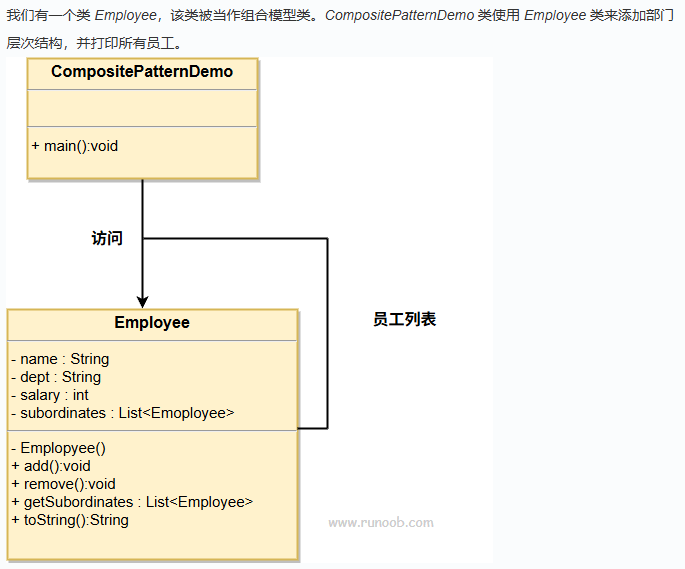 我们有一个类 Employee，该类被当作组合模型类。CompositePatternDemo 类使用 Employee 类来添加部门
层次结构，并打印所有员工。
CompositePatternDemo
+ main():void
访问
员工列表
Employee
- name : String
- dept : String
- salary : int
- subordinates : List<Emoployee>
- Emplopyee()
+ add():void
+ remove():void
+ getSubordinates : List<Employee>
+ toString():String
www.runoob.com